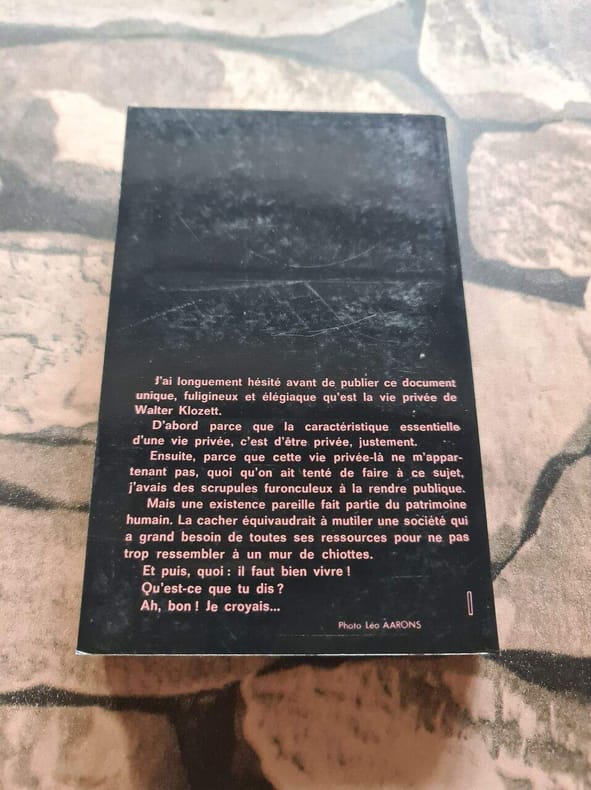 J'ai longuement hésité avant de publier ce document
unique, fuligineux et élégiaque qu'est la vie privée de
Walter Klozett.
D'abord parce que la caractéristique essentielle
d'une vie privée, c'est d'être privée, justement.
Ensuite, parce que cette vie privée-là ne m'appar-
tenant pas, quoi qu'on ait tenté de faire à ce sujet,
j'avais des scrupules furonculeux à la rendre publique.
Mais une existence pareille fait partie du patrimoine
humain. La cacher équivaudrait à mutiler une société qui
a grand besoin de toutes ses ressources pour ne pas
trop ressembler à un mur de chiottes.
Et puis, quoi : il faut bien vivre !
Qu'est-ce que tu dis ?
Ah, bon ! Je croyais...
Photo Léo AARONS